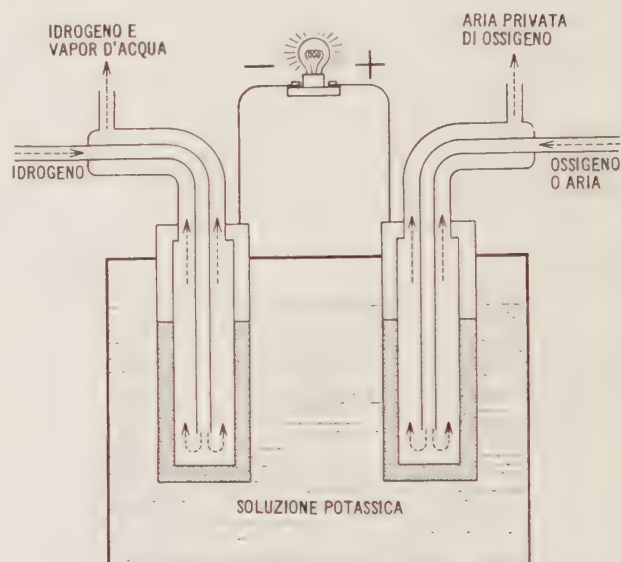 IDROGENO E
VAPOR D'ACQUA
ARIA PRIVATA
DI OSSIGENO
− +
IDROGENO
OSSIGENO
O ARIA
SOLUZIONE POTASSICA